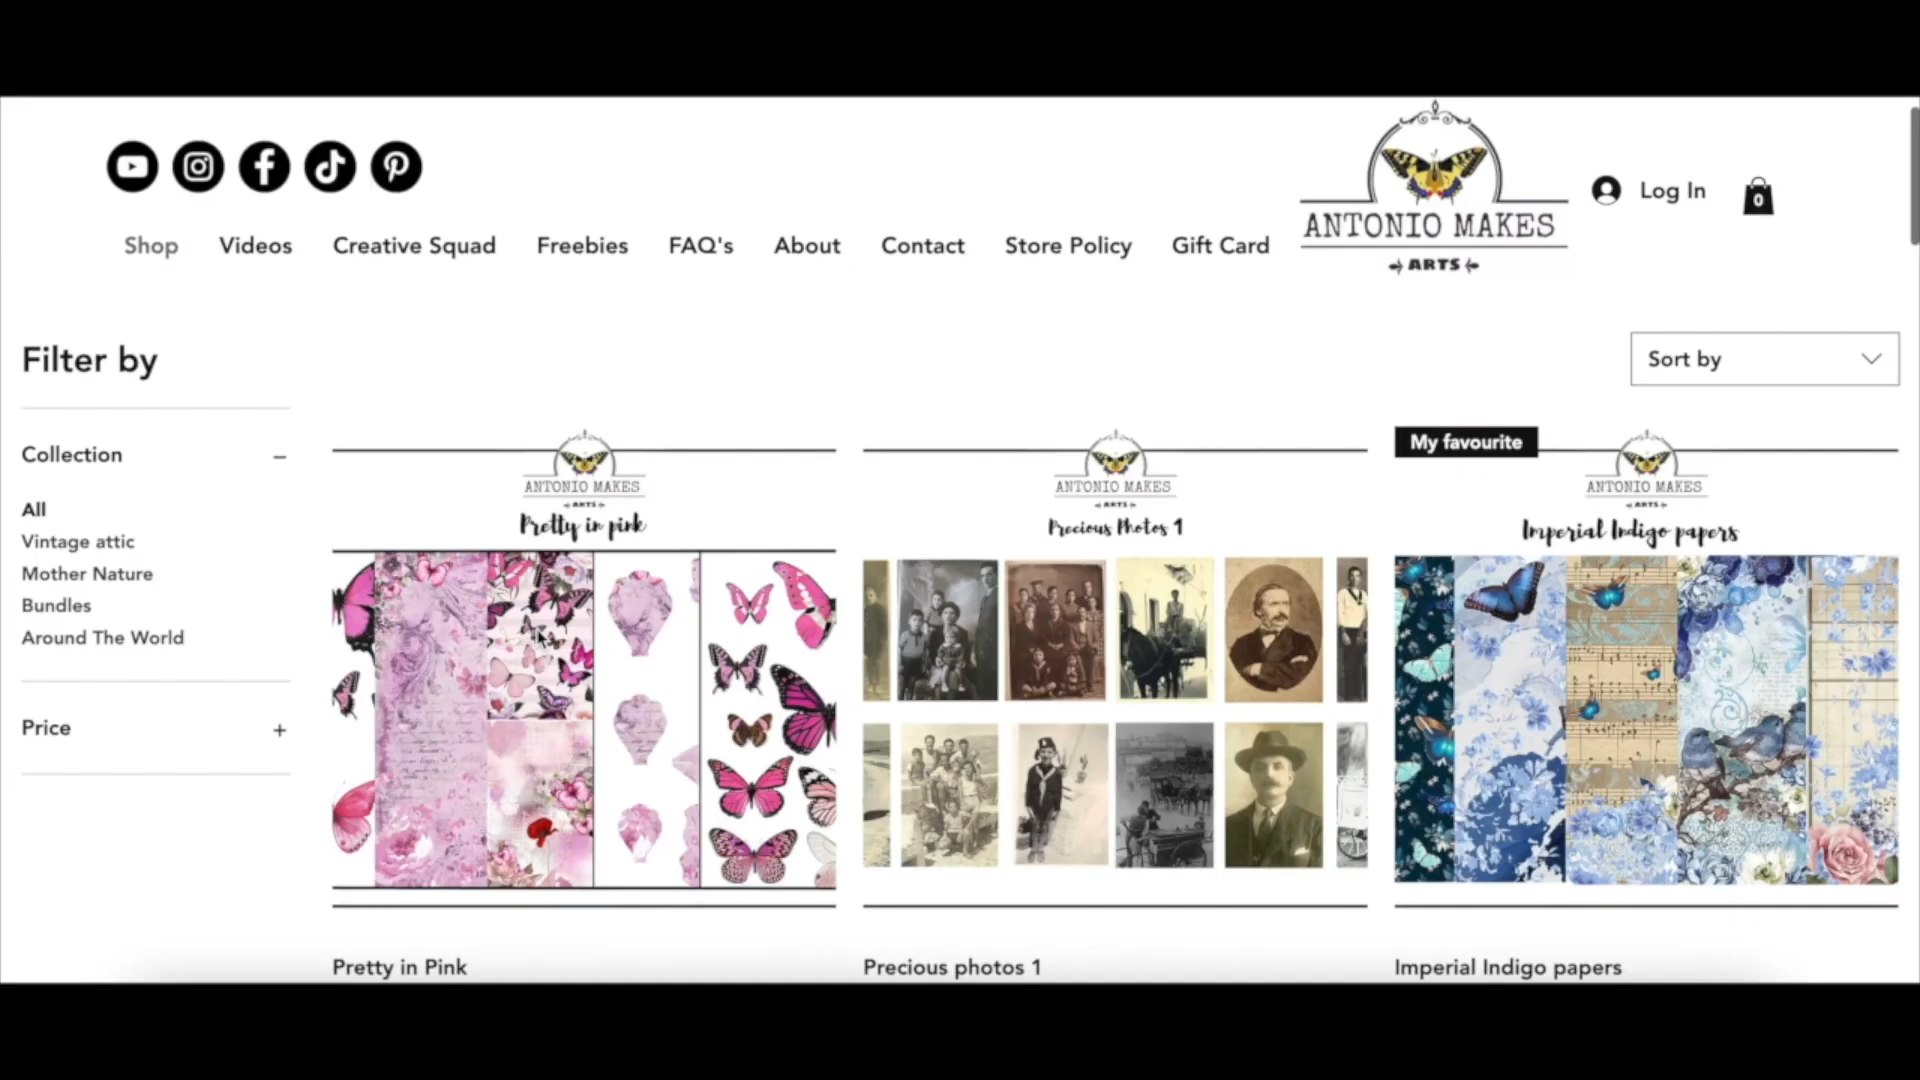 Shop Videos Creative Squad Freebies FAQ's About Contact Store Policy Gift Card
ANTONIO MAKES
ARTS
Log In
0
Filter by
Sort by
Collection
All
Vintage attic
Mother Nature
Bundles
Around The World
Price
ANTONIO MAKES
ARTS
Pretty in pink
Pretty in Pink
ANTONIO MAKES
ARTS
Precious Photos 1
Precious photos 1
My favourite
ANTONIO MAKES
ARTS
Imperial Indigo papers
Imperial Indigo papers